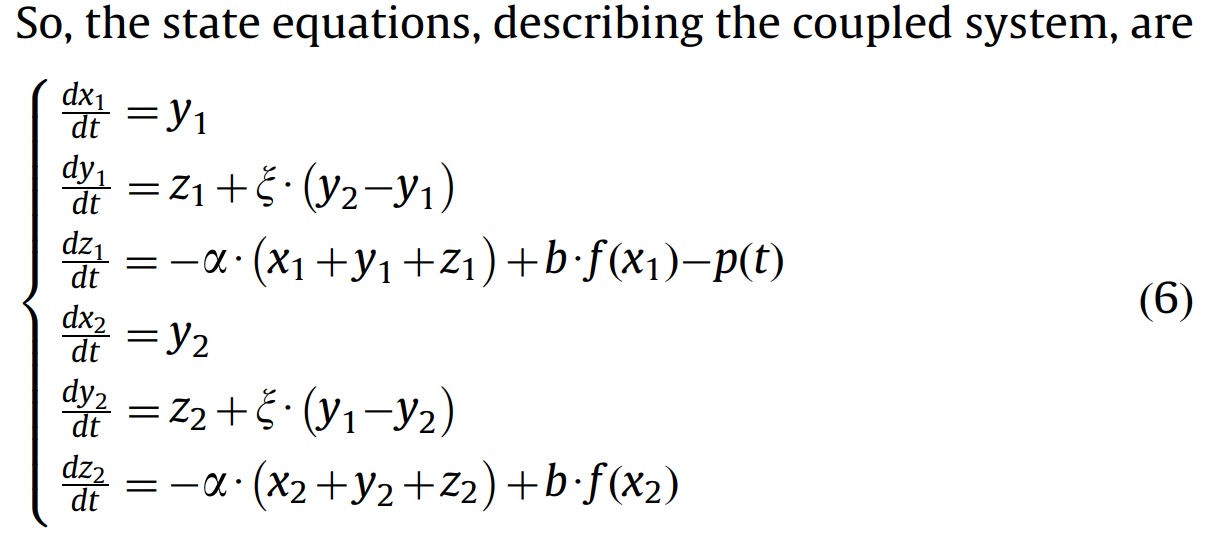 So, the state equations, describing the coupled system, are
dx₁/dt = y₁
dy₁/dt = z₁ + ξ · (y₂ − y₁)
dz₁/dt = −α · (x₁ + y₁ + z₁) + b · f(x₁) − p(t)
dx₂/dt = y₂
(6)
dy₂/dt = z₂ + ξ · (y₁ − y₂)
dz₂/dt = −α · (x₂ + y₂ + z₂) + b · f(x₂)